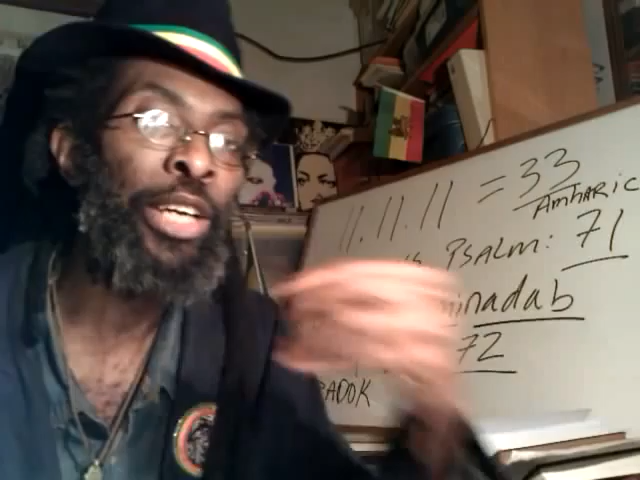 11.11.11 = 33
AMHARIC
PSALM: 71
inadab
72
ADOK